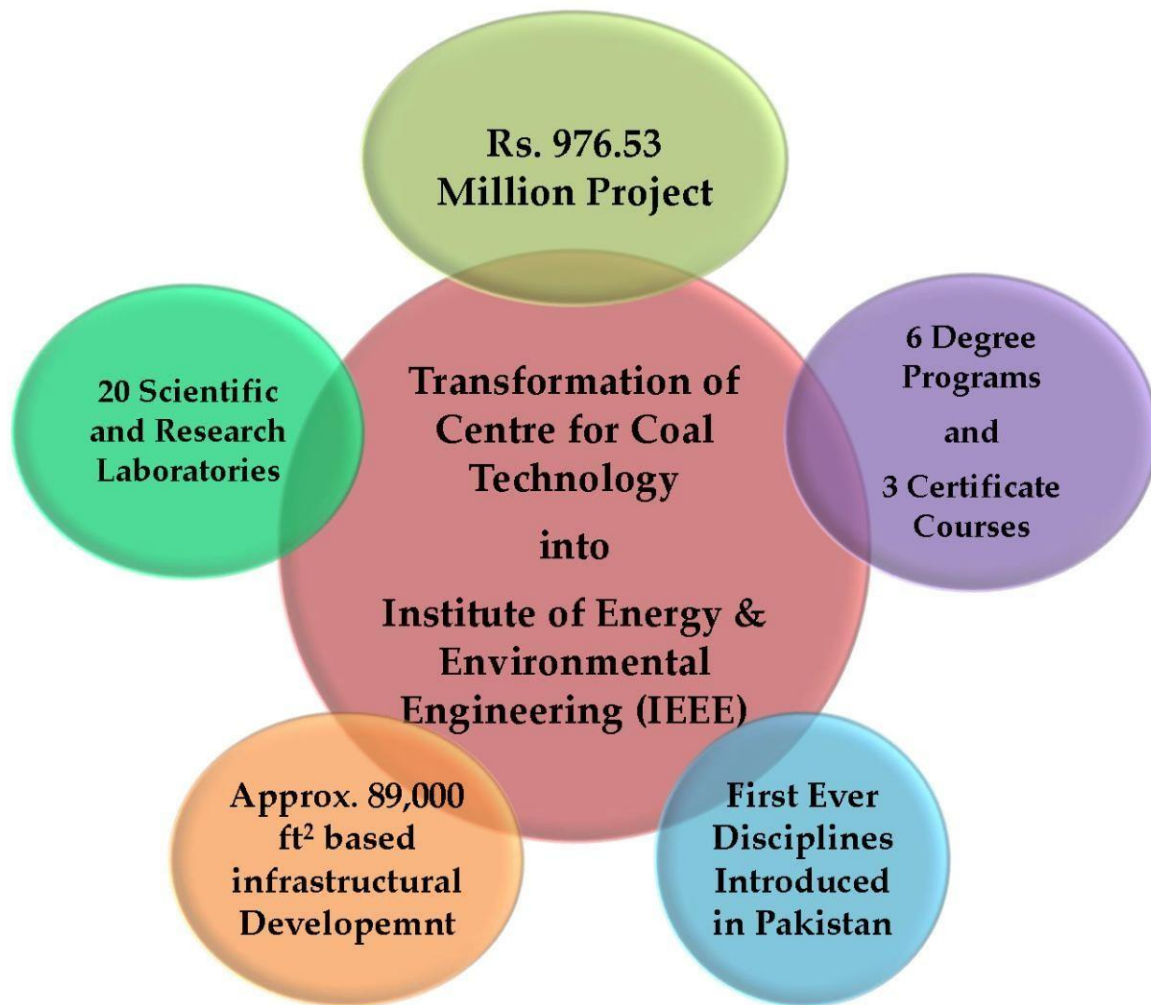 Rs. 976.53
Million Project
20 Scientific
and Research
Laboratories
Transformation of
Centre for Coal
Technology
into
Institute of Energy &
Environmental
Engineering (IEEE)
6 Degree
Programs
and
3 Certificate
Courses
Approx. 89,000
ft² based
infrastructural
Developemnt
First Ever
Disciplines
Introduced
in Pakistan